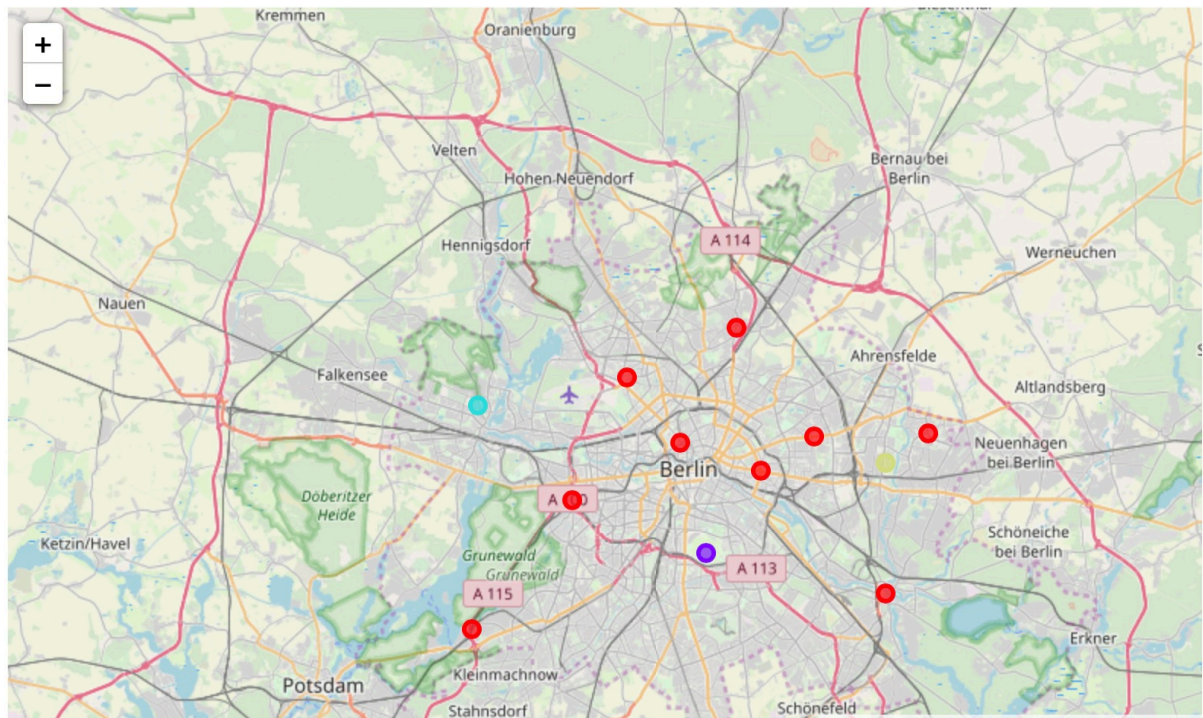 Kremmen
Oranienburg
+
−
Velten
Bernau bei
Berlin
Hohen Neuendorf
A 114
Hennigsdorf
Werneuchen
Nauen
Ahrensfelde
Falkensee
Altlandsberg
Neuenhagen
bei Berlin
Berlin
Döberitzer
Heide
Schöneiche
bei Berlin
Ketzin/Havel
Grunewald
Grunewald
A 113
A 115
Erkner
Kleinmachnow
Potsdam
Stahnsdorf
Schönefeld